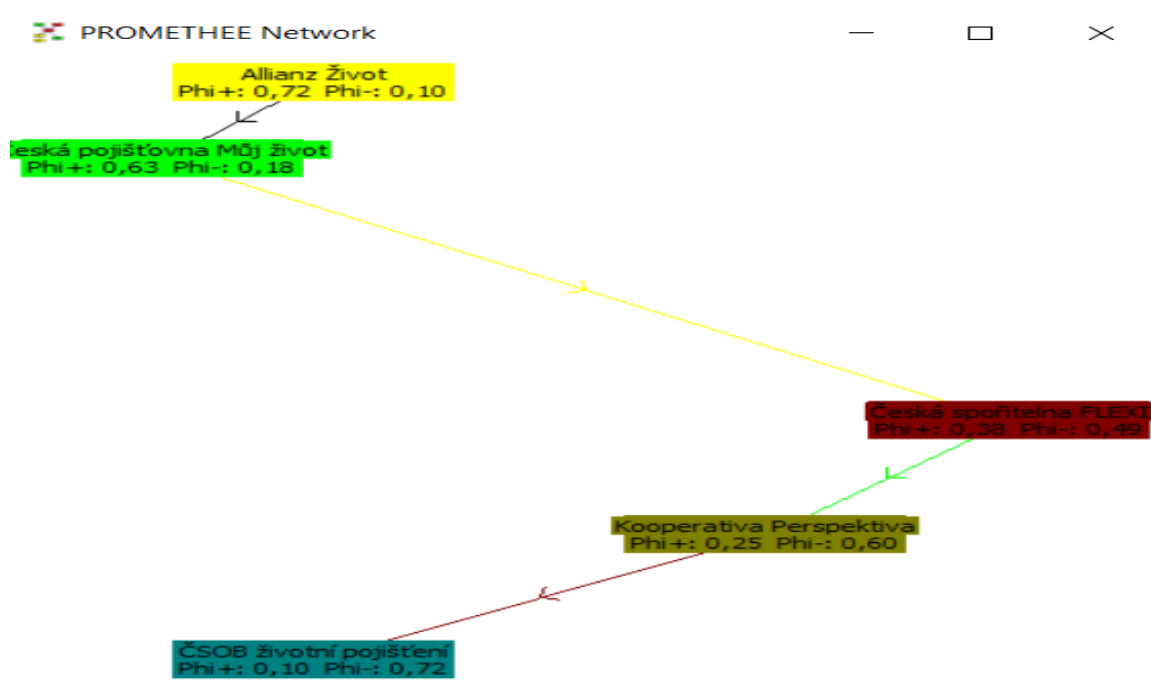 PROMETHEE Network
Allianz Život
Phi+: 0,72 Phi-: 0,10
eská pojišťovna Můj život
Phi+: 0,63 Phi-: 0,18
Česká spořitelna FLEXI
Phi+: 0,38 Phi-: 0,49
Kooperativa Perspektiva
Phi+: 0,25 Phi-: 0,60
ČSOB životní pojištění
Phi+: 0,10 Phi-: 0,72